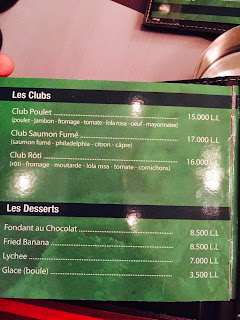 Les Clubs
Club Poulet 15.000 L.L
(poulet - jambon - fromage - tomate - lola rosa - oeuf - mayonnaise)
Club Saumon Fumé 17.000 L.L
(saumon fumé - philadelphia - citron - câpre)
Club Rôti 16.000 L.L
(rôti - fromage - moutarde - lola rosa - tomate - cornichons)
Les Desserts
Fondant au Chocolat 8.500 L.L
Fried Banana 8.500 L.L
Lychee 7.000 L.L
Glace (boule) 3.500 L.L